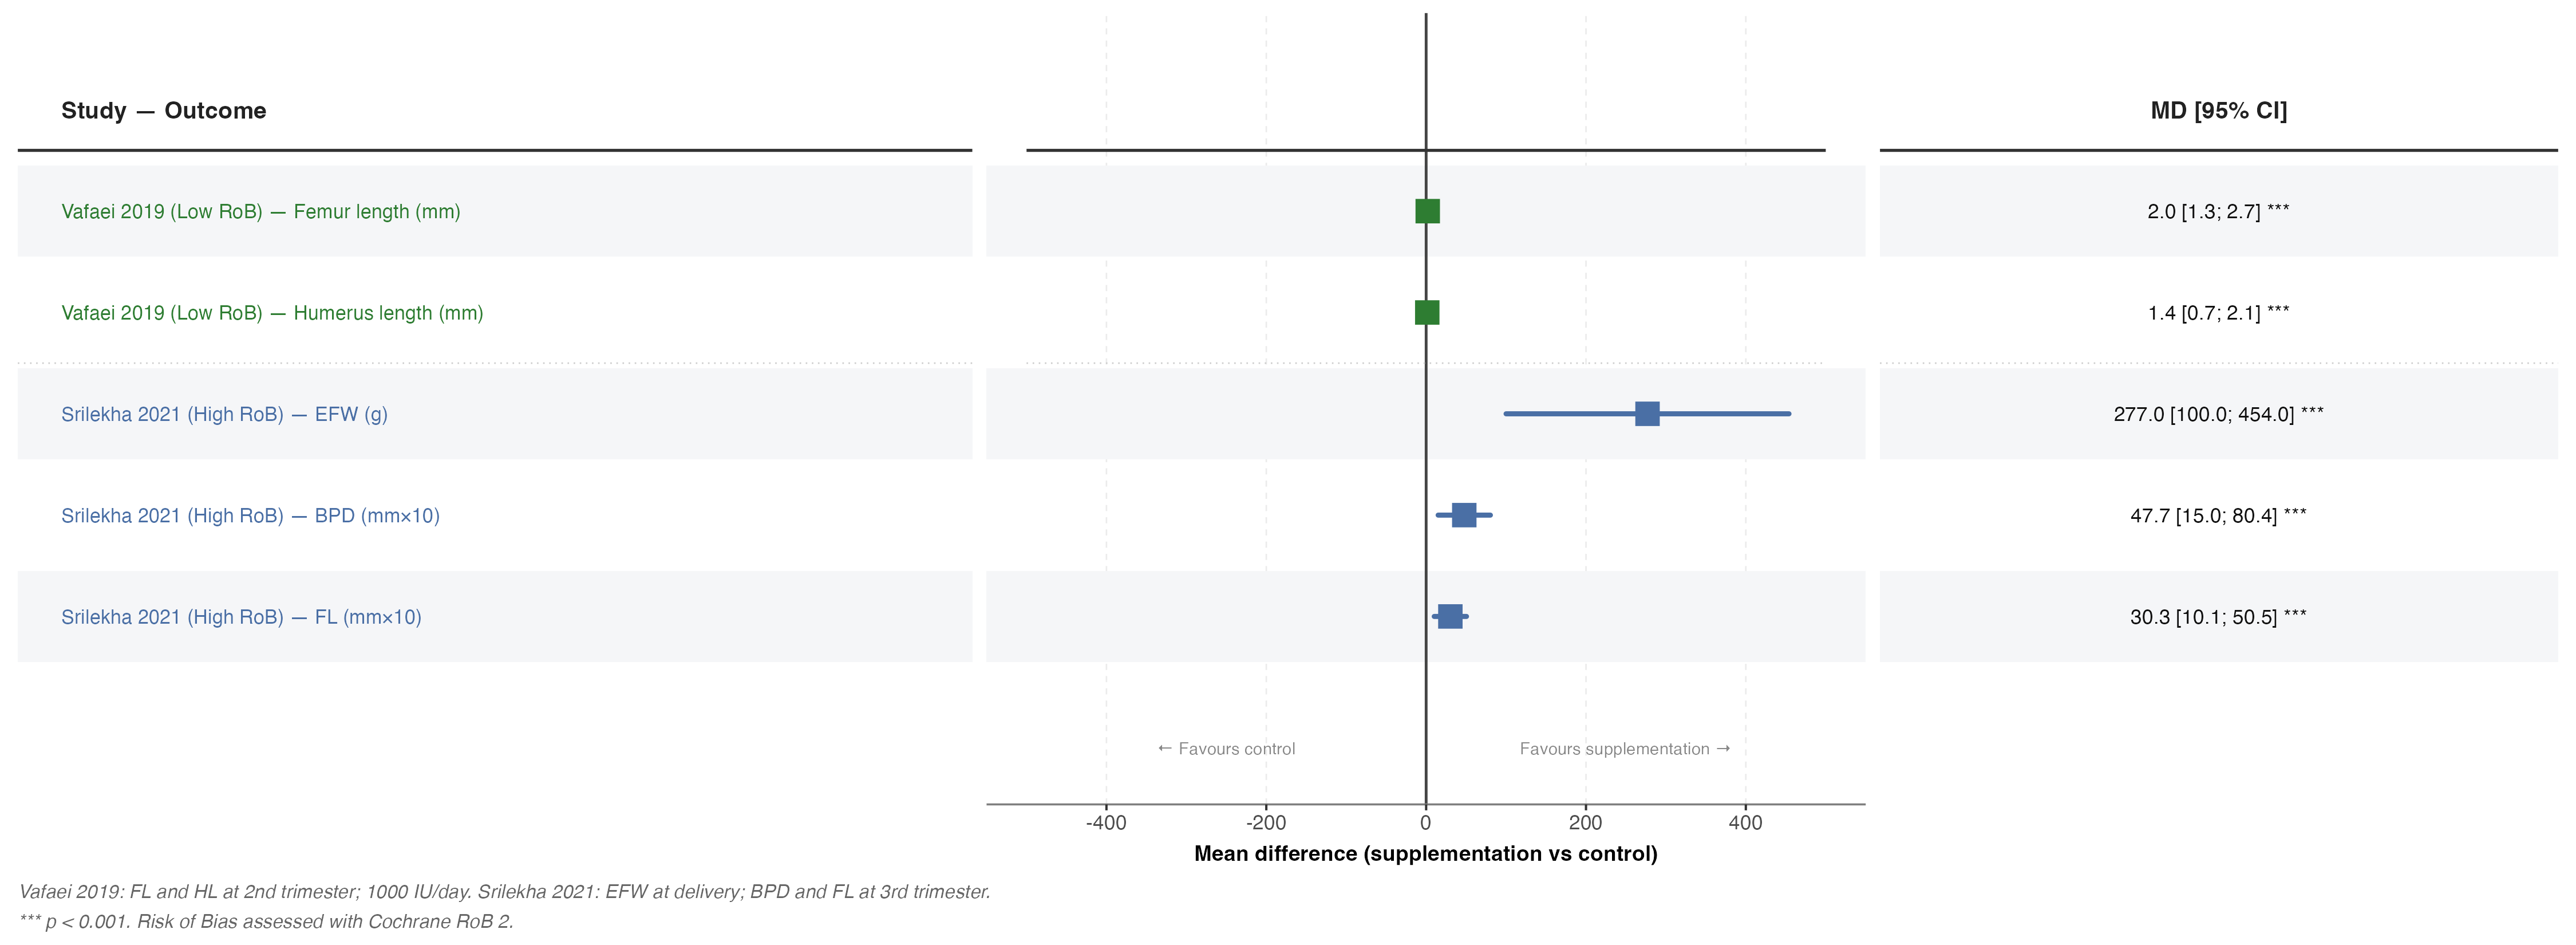 Study — Outcome
MD [95% CI]
Vafaei 2019 (Low RoB) — Femur length (mm)
2.0 [1.3; 2.7] ***
Vafaei 2019 (Low RoB) — Humerus length (mm)
1.4 [0.7; 2.1] ***
Srilekha 2021 (High RoB) — EFW (g)
277.0 [100.0; 454.0] ***
Srilekha 2021 (High RoB) — BPD (mm×10)
47.7 [15.0; 80.4] ***
Srilekha 2021 (High RoB) — FL (mm×10)
30.3 [10.1; 50.5] ***
← Favours control
Favours supplementation →
-400 -200 0 200 400
Mean difference (supplementation vs control)
Vafaei 2019: FL and HL at 2nd trimester; 1000 IU/day. Srilekha 2021: EFW at delivery; BPD and FL at 3rd trimester.
*** p < 0.001. Risk of Bias assessed with Cochrane RoB 2.